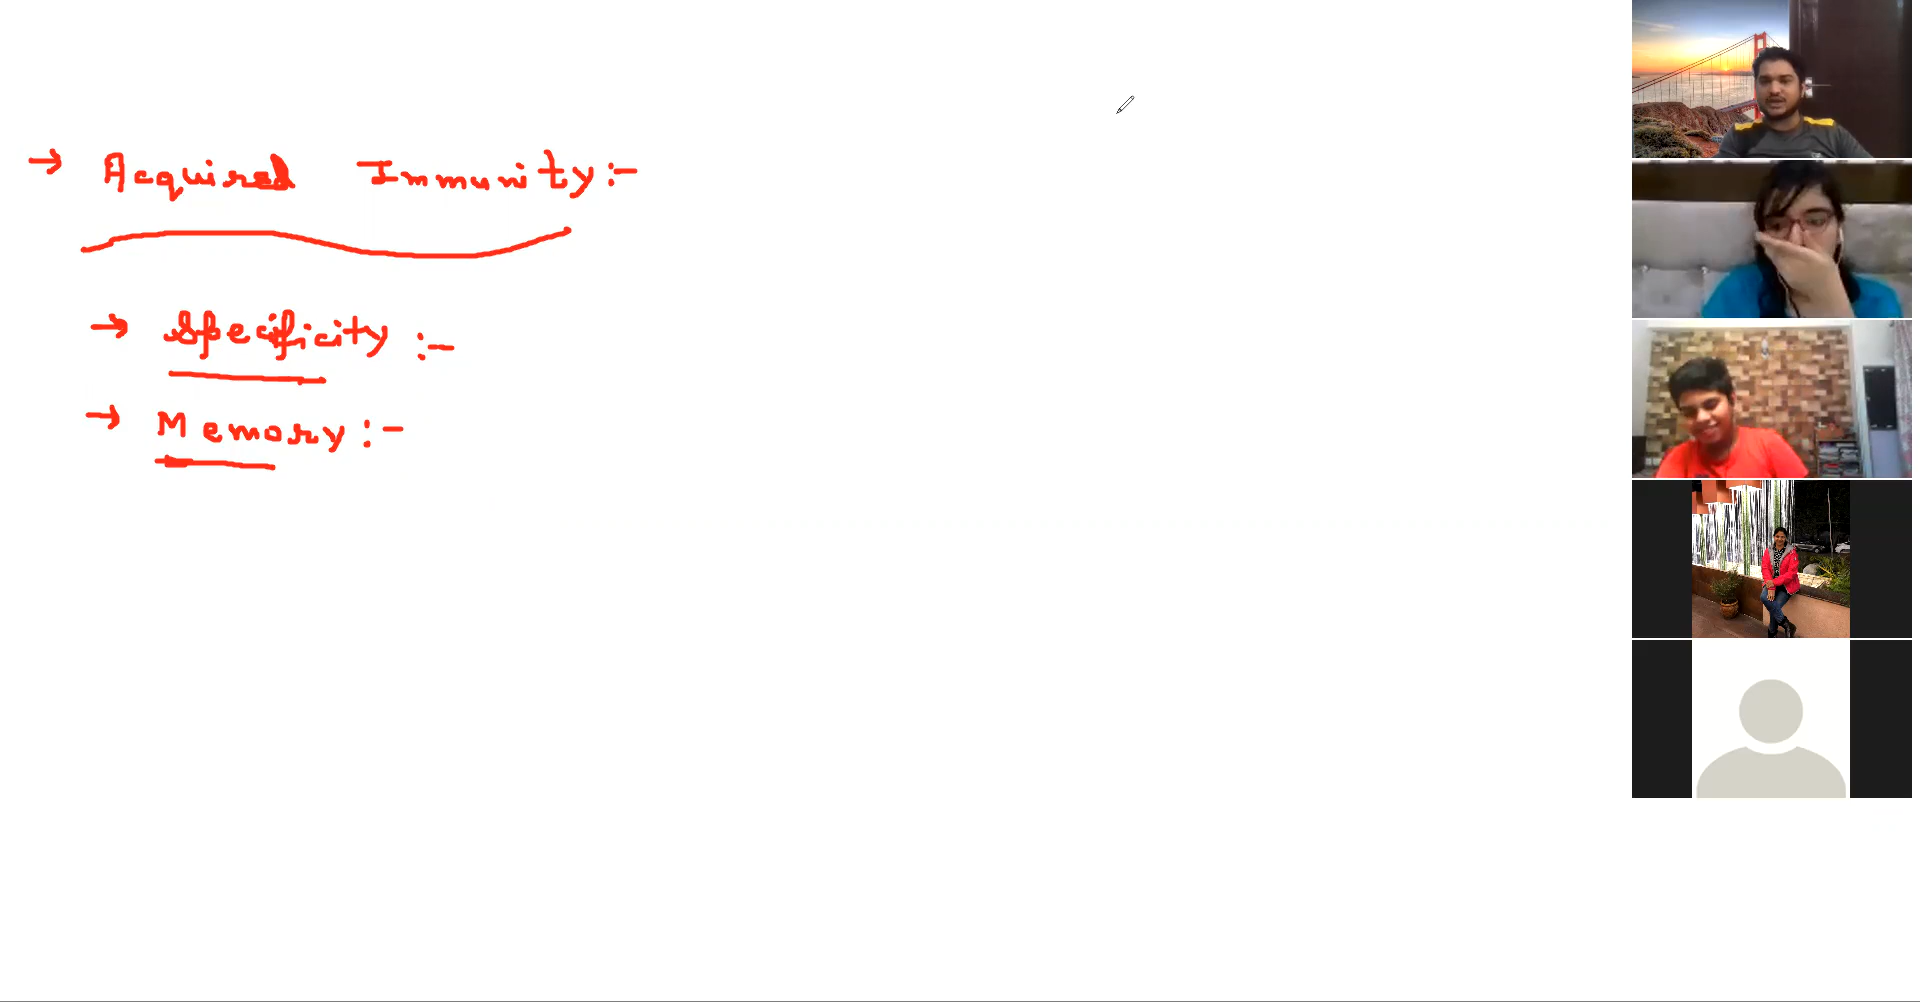 → Acquired Immunity :-
→ Specificity :-
→ Memory :-